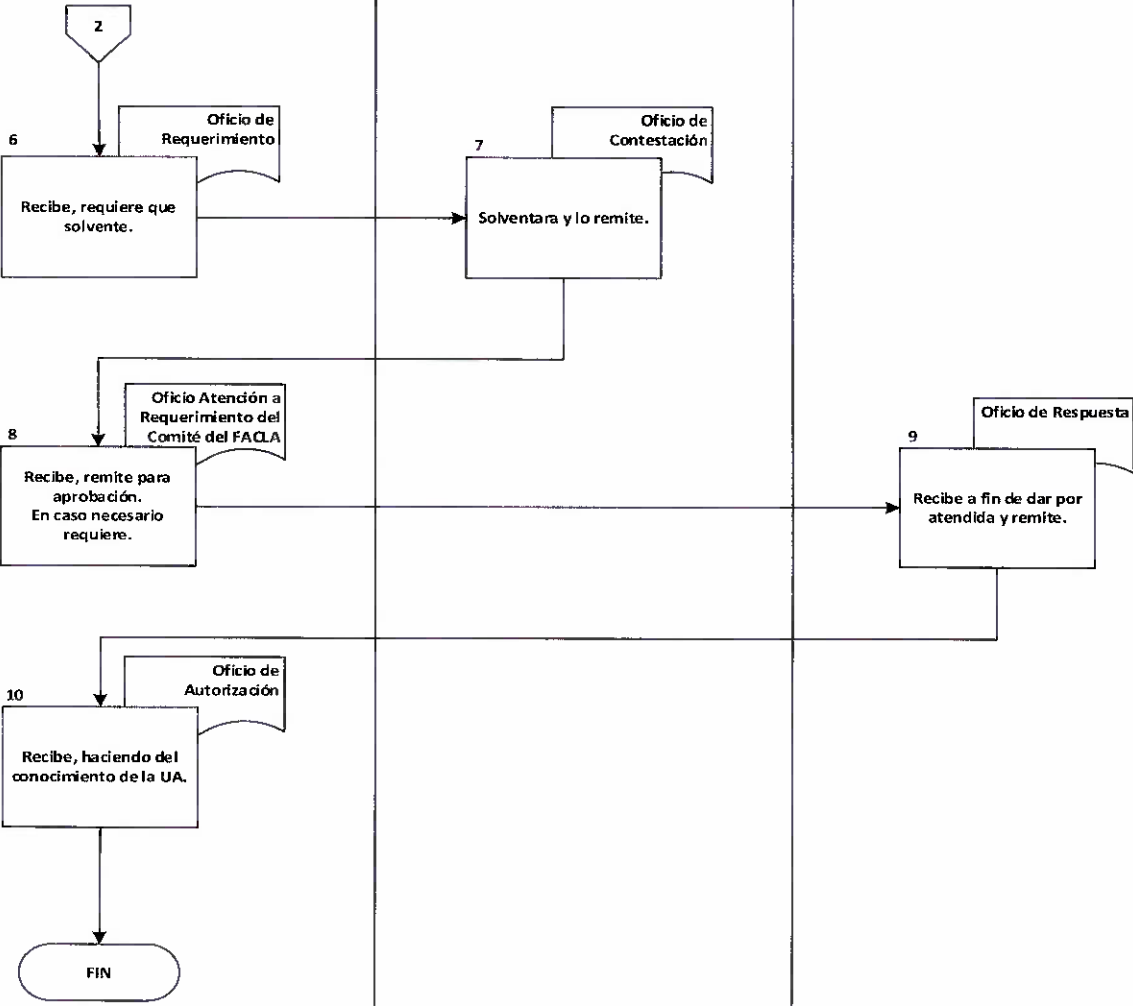 2
Oficio de
Requerimiento
6
Recibe, requiere que
solvente.
Oficio de
Contestación
7
Solventara y lo remite.
Oficio Atención a
Requerimiento del
Comité del FACLA
8
Recibe, remite para
aprobación.
En caso necesario
requiere.
Oficio de Respuesta
9
Recibe a fin de dar por
atendida y remite.
Oficio de
Autorización
10
Recibe, haciendo del
conocimiento de la UA.
FIN